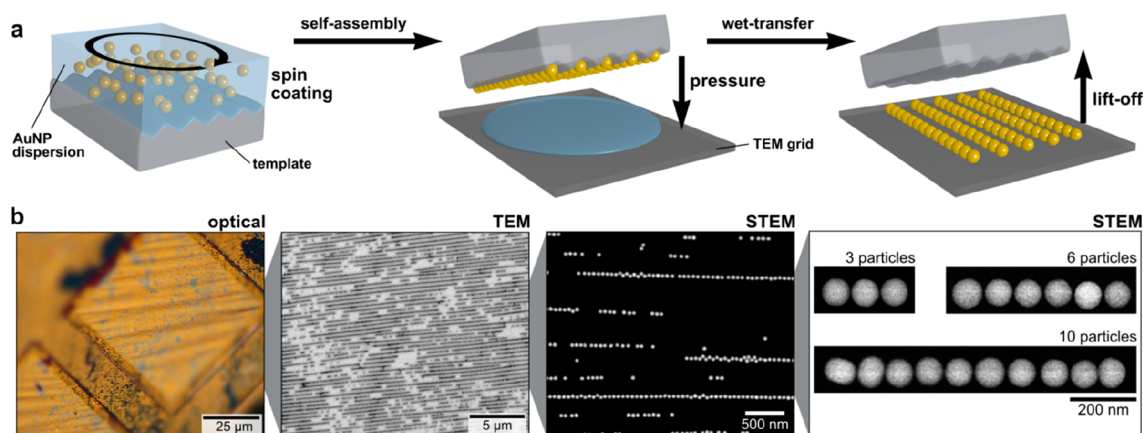 a
self-assembly
wet-transfer
spin
coating
pressure
lift-off
AuNP
dispersion
template
TEM grid
b
optical
TEM
STEM
STEM
3 particles
6 particles
10 particles
25 μm
5 μm
500 nm
200 nm